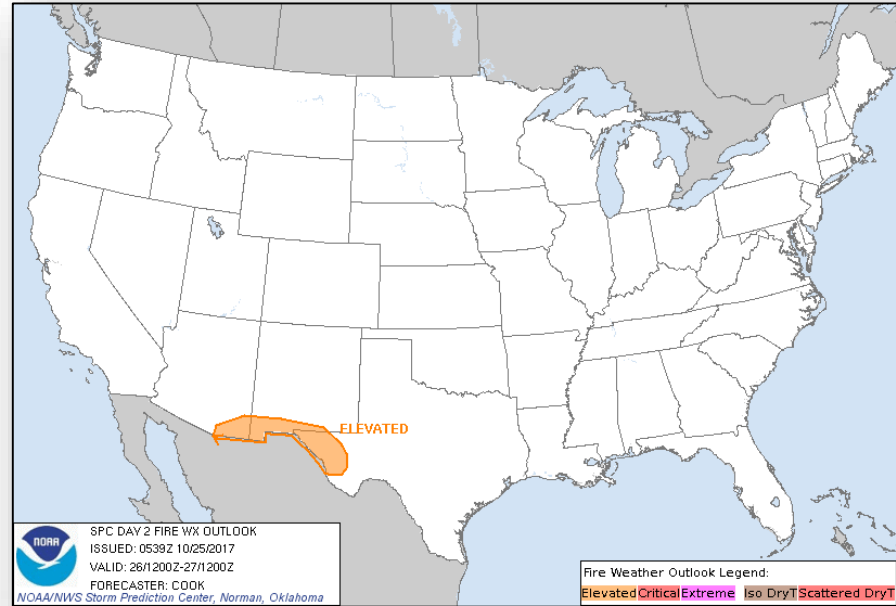 ELEVATED
NOAA
SPC DAY 2 FIRE WX OUTLOOK
ISSUED: 0539Z 10/25/2017
VALID: 26/1200Z-27/1200Z
FORECASTER: COOK
NOAA/NWS Storm Prediction Center, Norman, Oklahoma
Fire Weather Outlook Legend:
Elevated Critical Extreme Iso DryT Scattered DryT